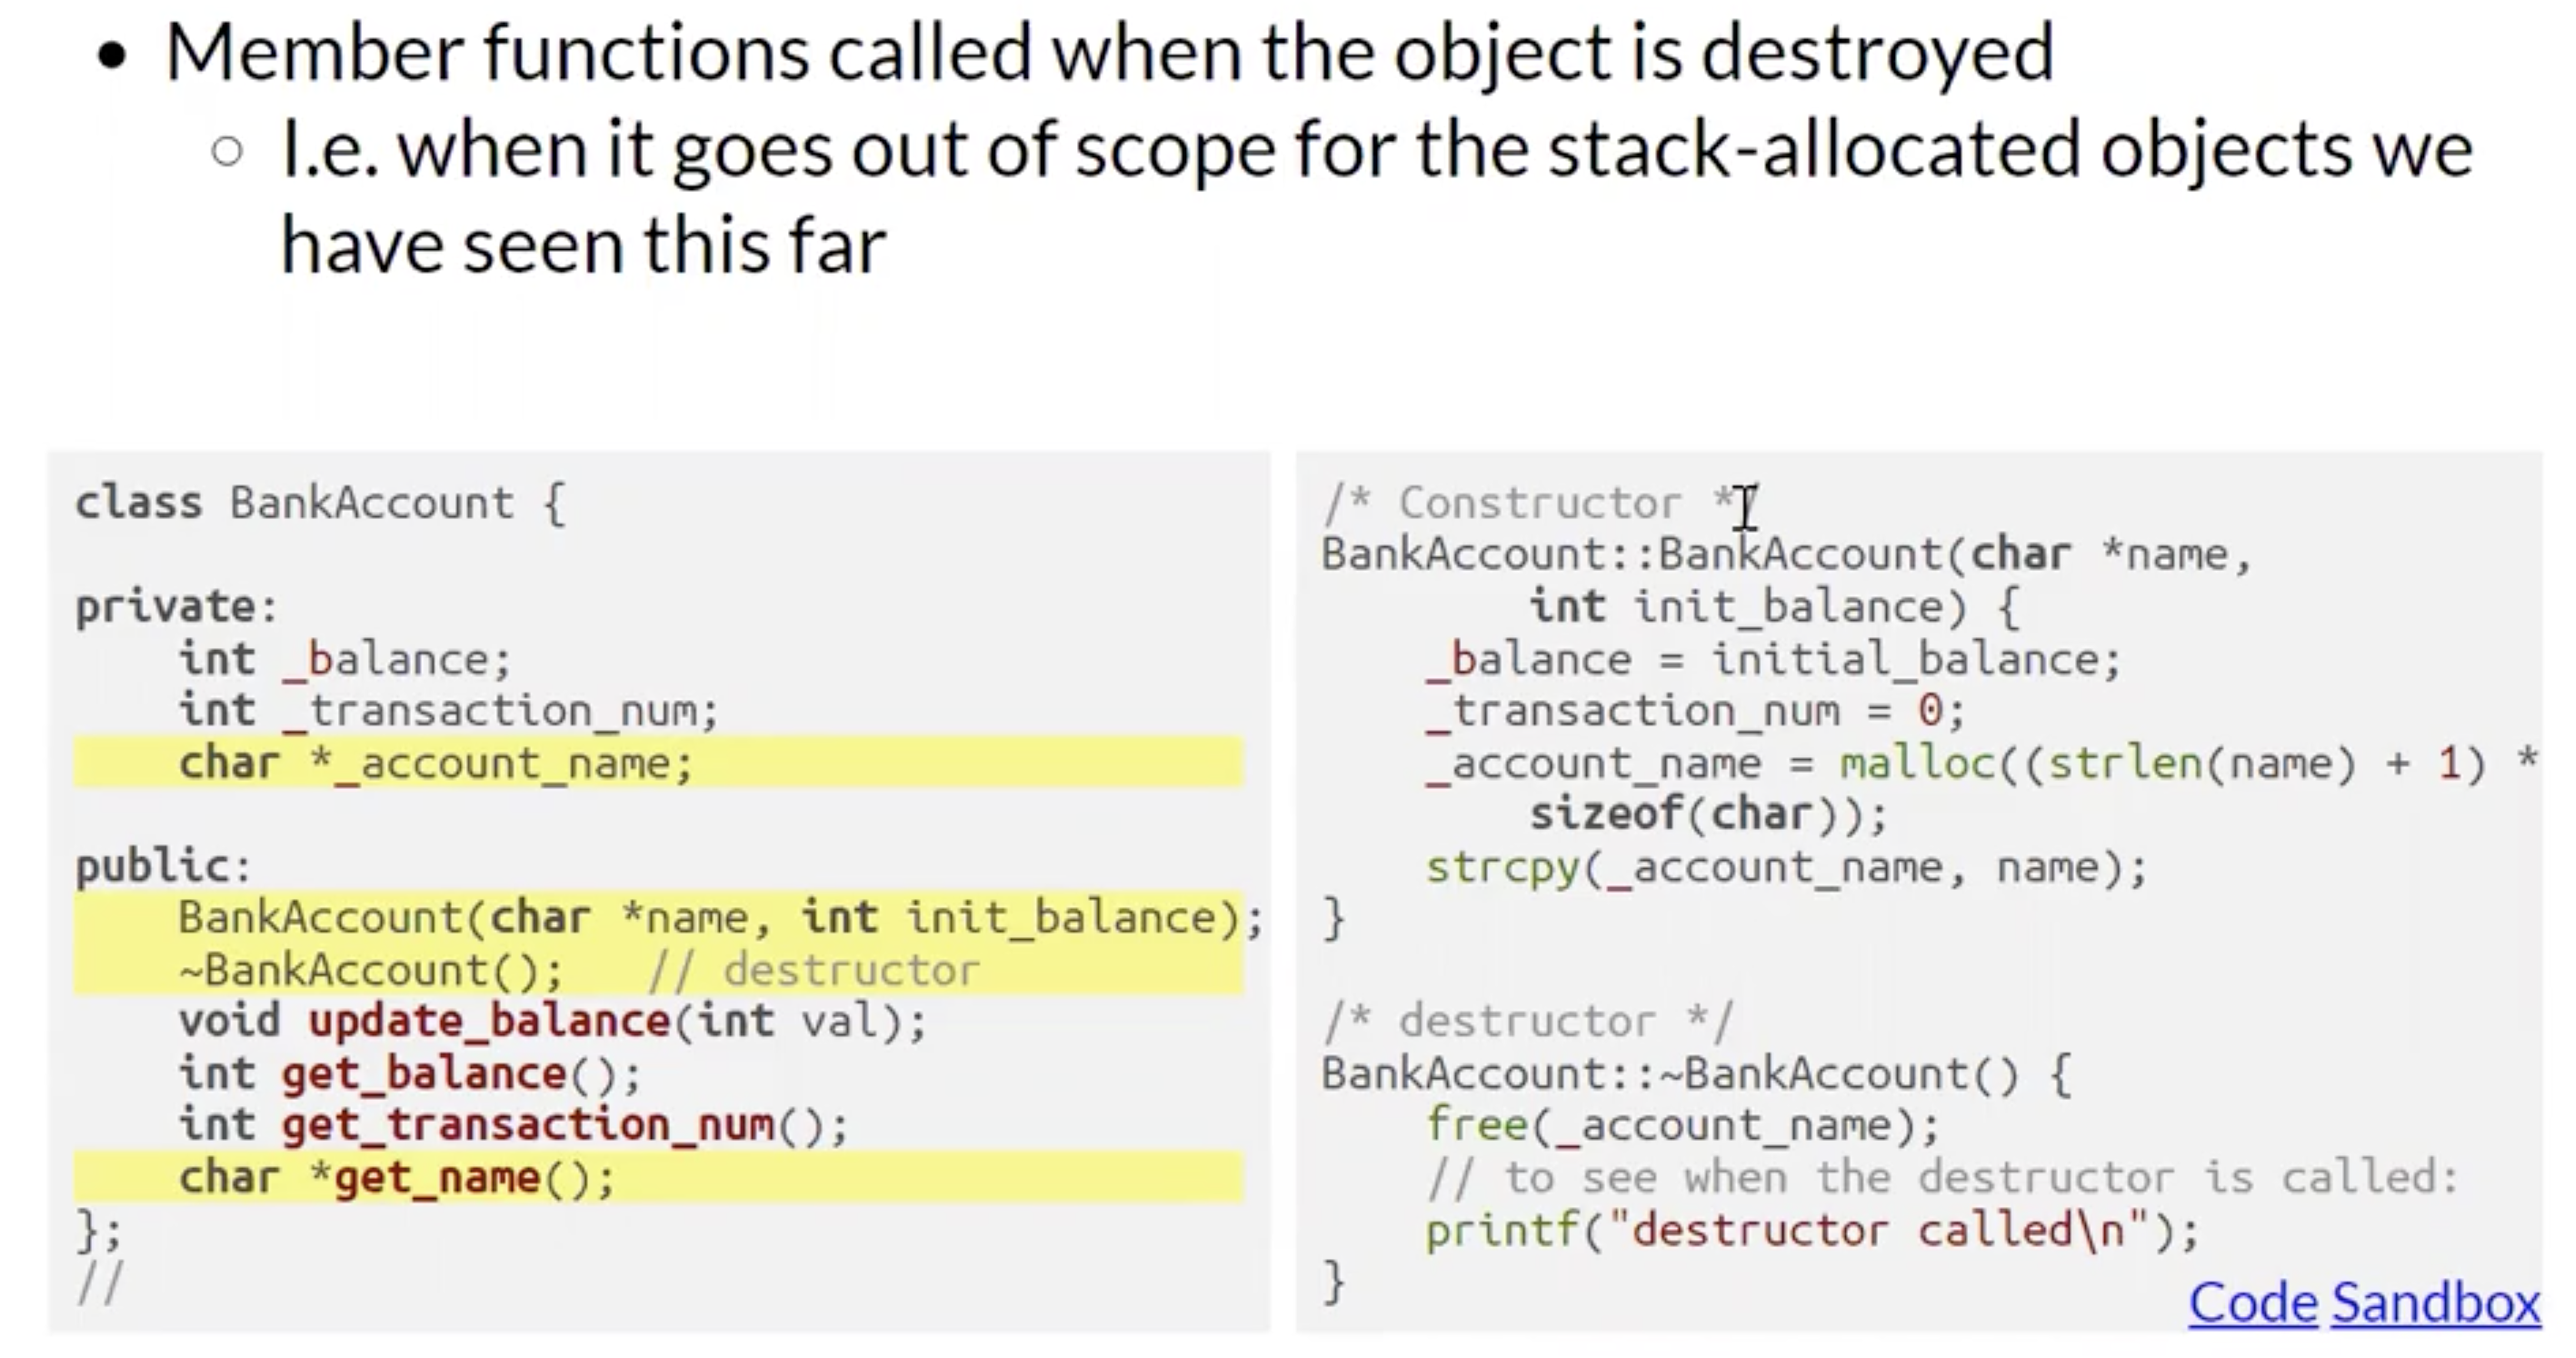 • Member functions called when the object is destroyed
○ I.e. when it goes out of scope for the stack-allocated objects we
have seen this far
class BankAccount {
private:
    int _balance;
    int _transaction_num;
    char *_account_name;
public:
    BankAccount(char *name, int init_balance);
    ~BankAccount();   // destructor
    void update_balance(int val);
    int get_balance();
    int get_transaction_num();
    char *get_name();
};
//
/* Constructor */
BankAccount::BankAccount(char *name,
        int init_balance) {
    _balance = initial_balance;
    _transaction_num = 0;
    _account_name = malloc((strlen(name) + 1) *
        sizeof(char));
    strcpy(_account_name, name);
}
/* destructor */
BankAccount::~BankAccount() {
    free(_account_name);
    // to see when the destructor is called:
    printf("destructor called\n");
}
Code Sandbox